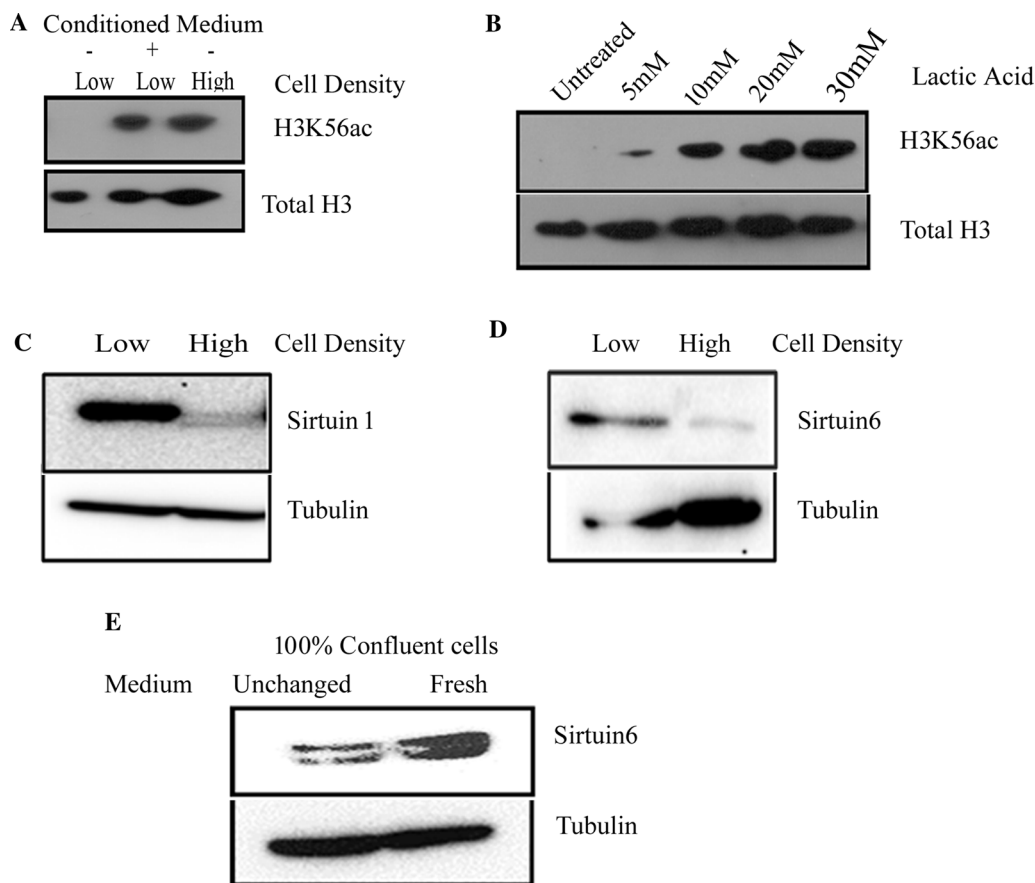 A
Conditioned Medium
- + -
Low Low High Cell Density
H3K56ac
Total H3
B
Untreated 5mM 10mM 20mM 30mM Lactic Acid
H3K56ac
Total H3
C
Low High Cell Density
Sirtuin 1
Tubulin
D
Low High Cell Density
Sirtuin6
Tubulin
E
100% Confluent cells
Medium Unchanged Fresh
Sirtuin6
Tubulin